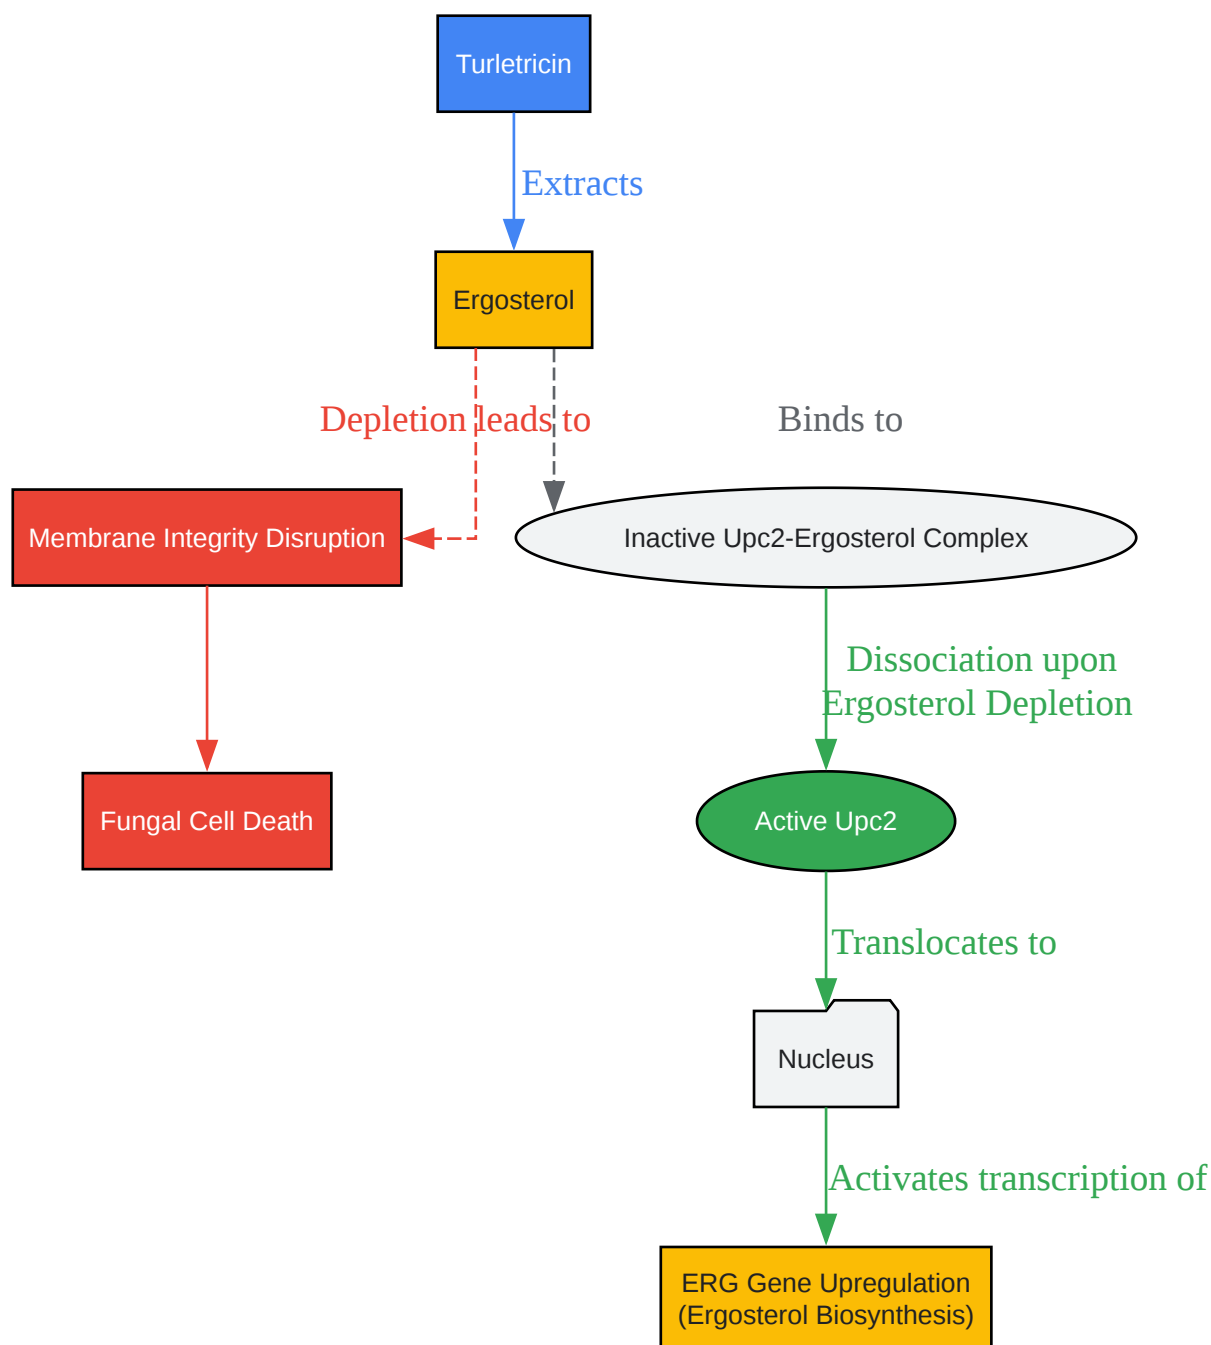 Turletricin
Extracts
Ergosterol
Depletion leads to
Binds to
Membrane Integrity Disruption
Inactive Upc2-Ergosterol Complex
Dissociation upon
Ergosterol Depletion
Fungal Cell Death
Active Upc2
Translocates to
Nucleus
Activates transcription of
ERG Gene Upregulation
(Ergosterol Biosynthesis)